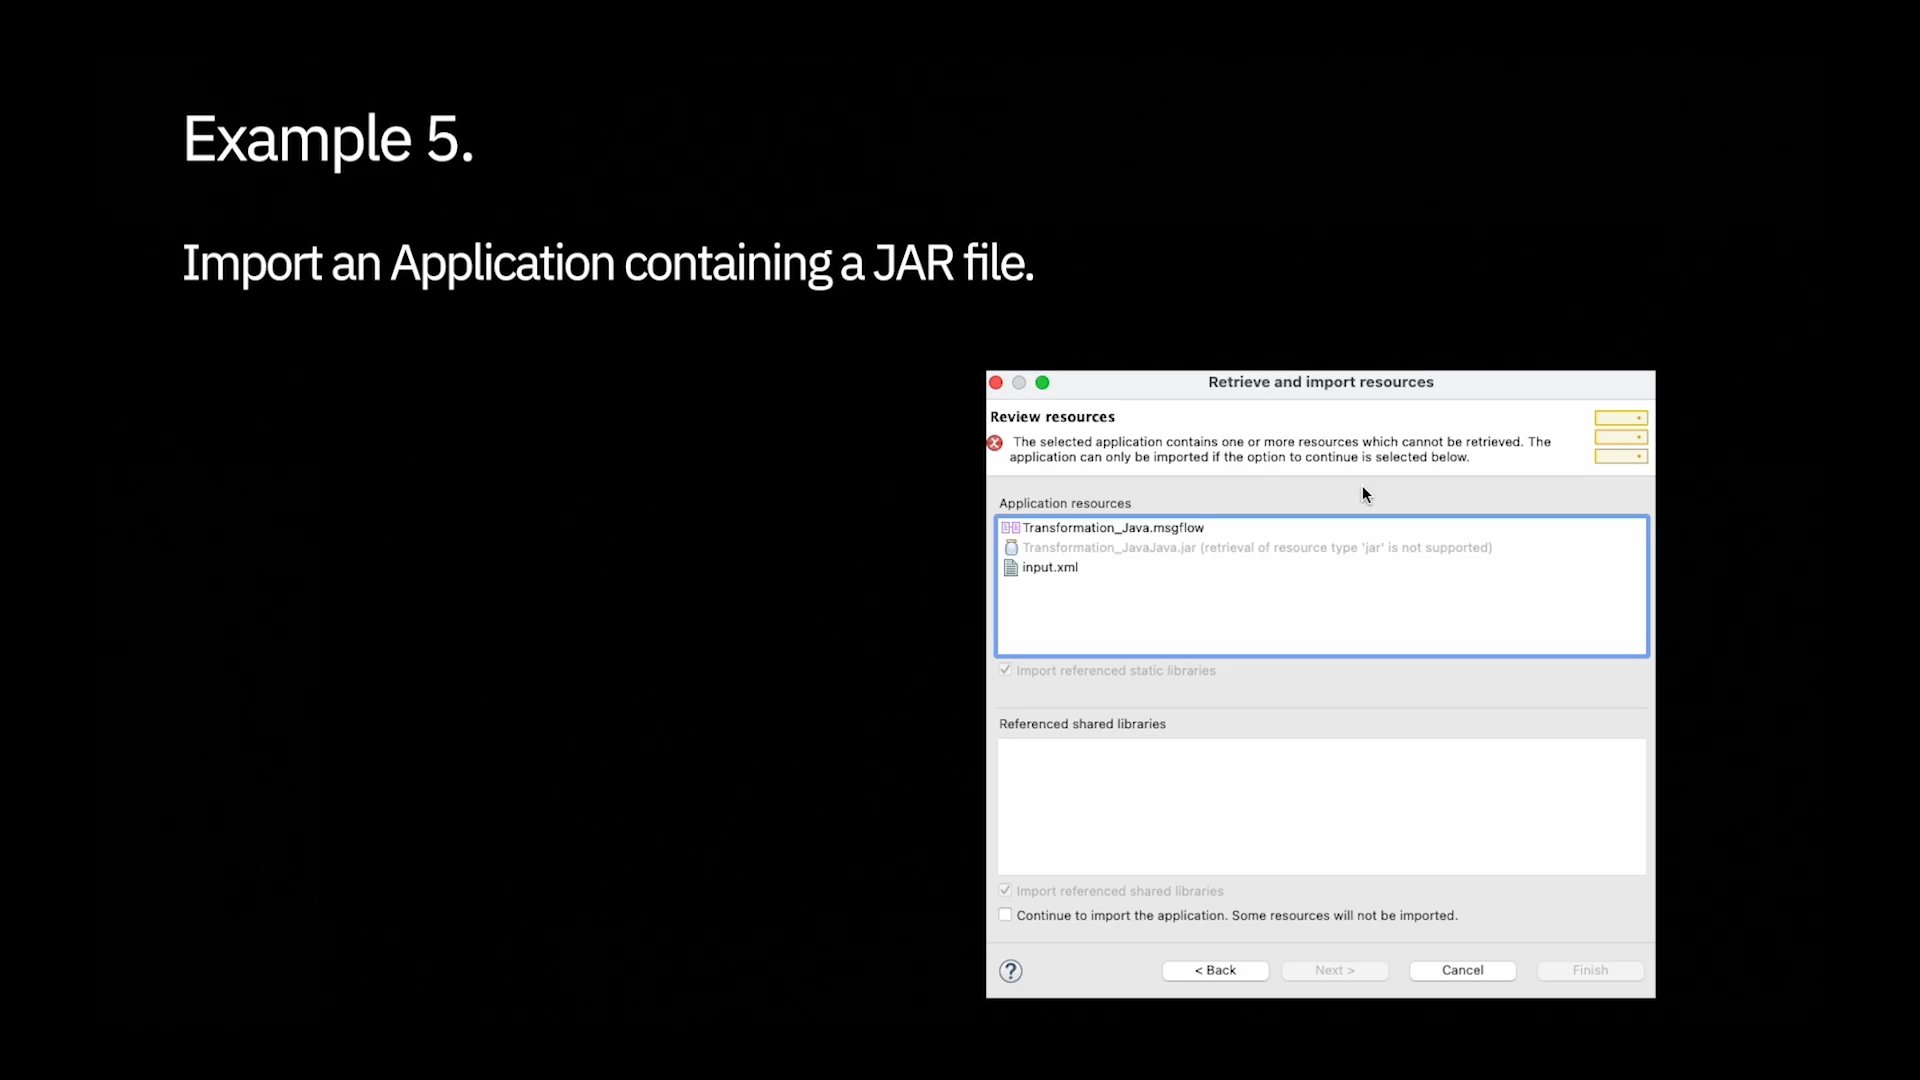 Example 5.
Import an Application containing a JAR file.
Retrieve and import resources
Review resources
The selected application contains one or more resources which cannot be retrieved. The
application can only be imported if the option to continue is selected below.
Application resources
Transformation_Java.msgflow
Transformation_JavaJava.jar (retrieval of resource type 'jar' is not supported)
input.xml
Import referenced static libraries
Referenced shared libraries
Import referenced shared libraries
Continue to import the application. Some resources will not be imported.
?
< Back
Next >
Cancel
Finish